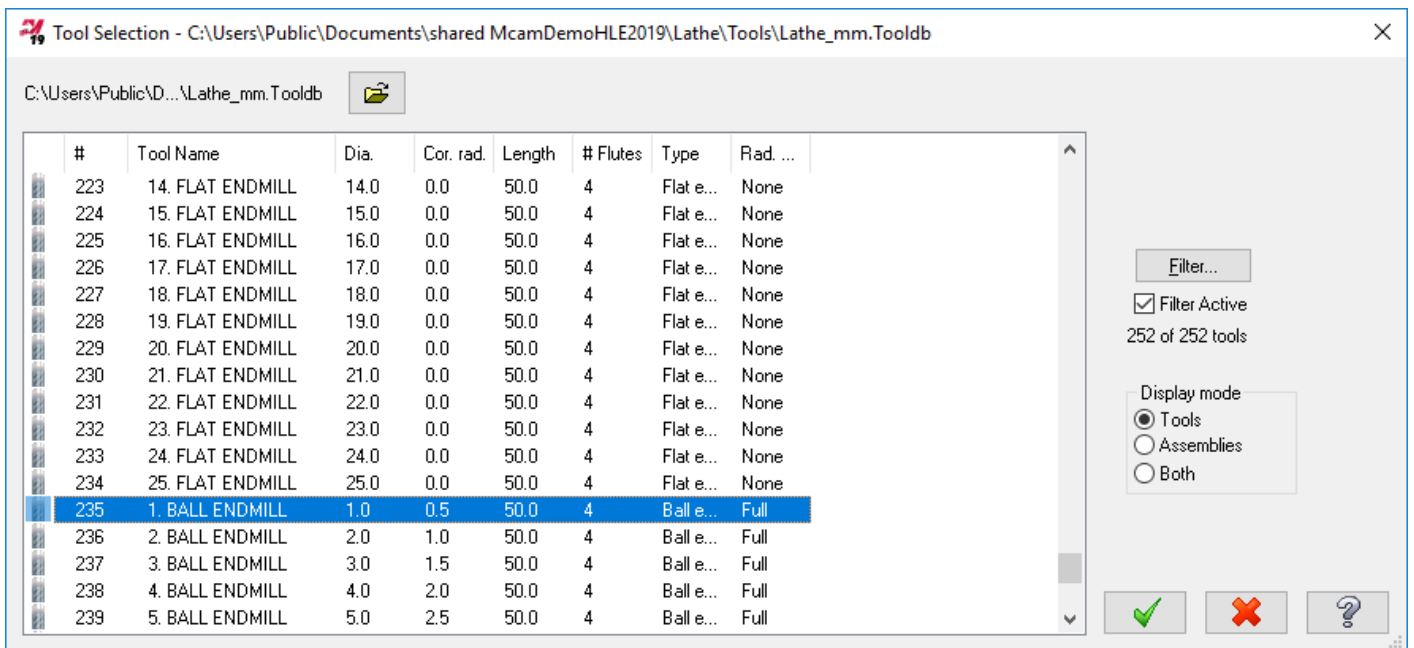 19 Tool Selection - C:\Users\Public\Documents\shared McamDemoHLE2019\Lathe\Tools\Lathe_mm.Tooldb
C:\Users\Public\D...\Lathe_mm.Tooldb
# Tool Name Dia. Cor. rad. Length # Flutes Type Rad. ...
223 14. FLAT ENDMILL 14.0 0.0 50.0 4 Flat e... None
224 15. FLAT ENDMILL 15.0 0.0 50.0 4 Flat e... None
225 16. FLAT ENDMILL 16.0 0.0 50.0 4 Flat e... None
226 17. FLAT ENDMILL 17.0 0.0 50.0 4 Flat e... None
227 18. FLAT ENDMILL 18.0 0.0 50.0 4 Flat e... None
228 19. FLAT ENDMILL 19.0 0.0 50.0 4 Flat e... None
229 20. FLAT ENDMILL 20.0 0.0 50.0 4 Flat e... None
230 21. FLAT ENDMILL 21.0 0.0 50.0 4 Flat e... None
231 22. FLAT ENDMILL 22.0 0.0 50.0 4 Flat e... None
232 23. FLAT ENDMILL 23.0 0.0 50.0 4 Flat e... None
233 24. FLAT ENDMILL 24.0 0.0 50.0 4 Flat e... None
234 25. FLAT ENDMILL 25.0 0.0 50.0 4 Flat e... None
235 1. BALL ENDMILL 1.0 0.5 50.0 4 Ball e... Full
236 2. BALL ENDMILL 2.0 1.0 50.0 4 Ball e... Full
237 3. BALL ENDMILL 3.0 1.5 50.0 4 Ball e... Full
238 4. BALL ENDMILL 4.0 2.0 50.0 4 Ball e... Full
239 5. BALL ENDMILL 5.0 2.5 50.0 4 Ball e... Full
Filter...
Filter Active
252 of 252 tools
Display mode
Tools
Assemblies
Both